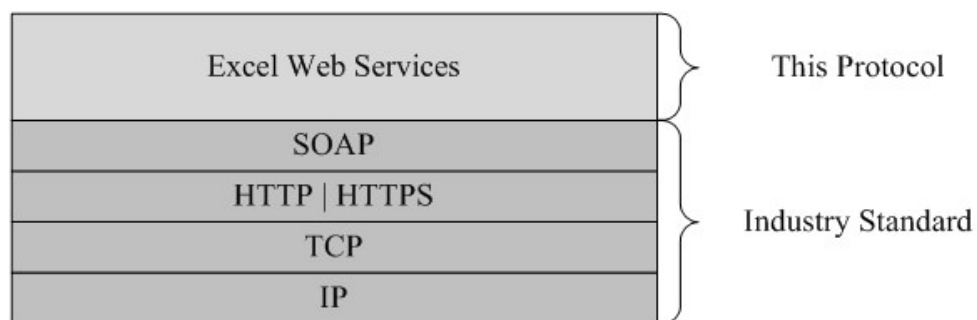 Excel Web Services
This Protocol
SOAP
HTTP | HTTPS
TCP
IP
Industry Standard